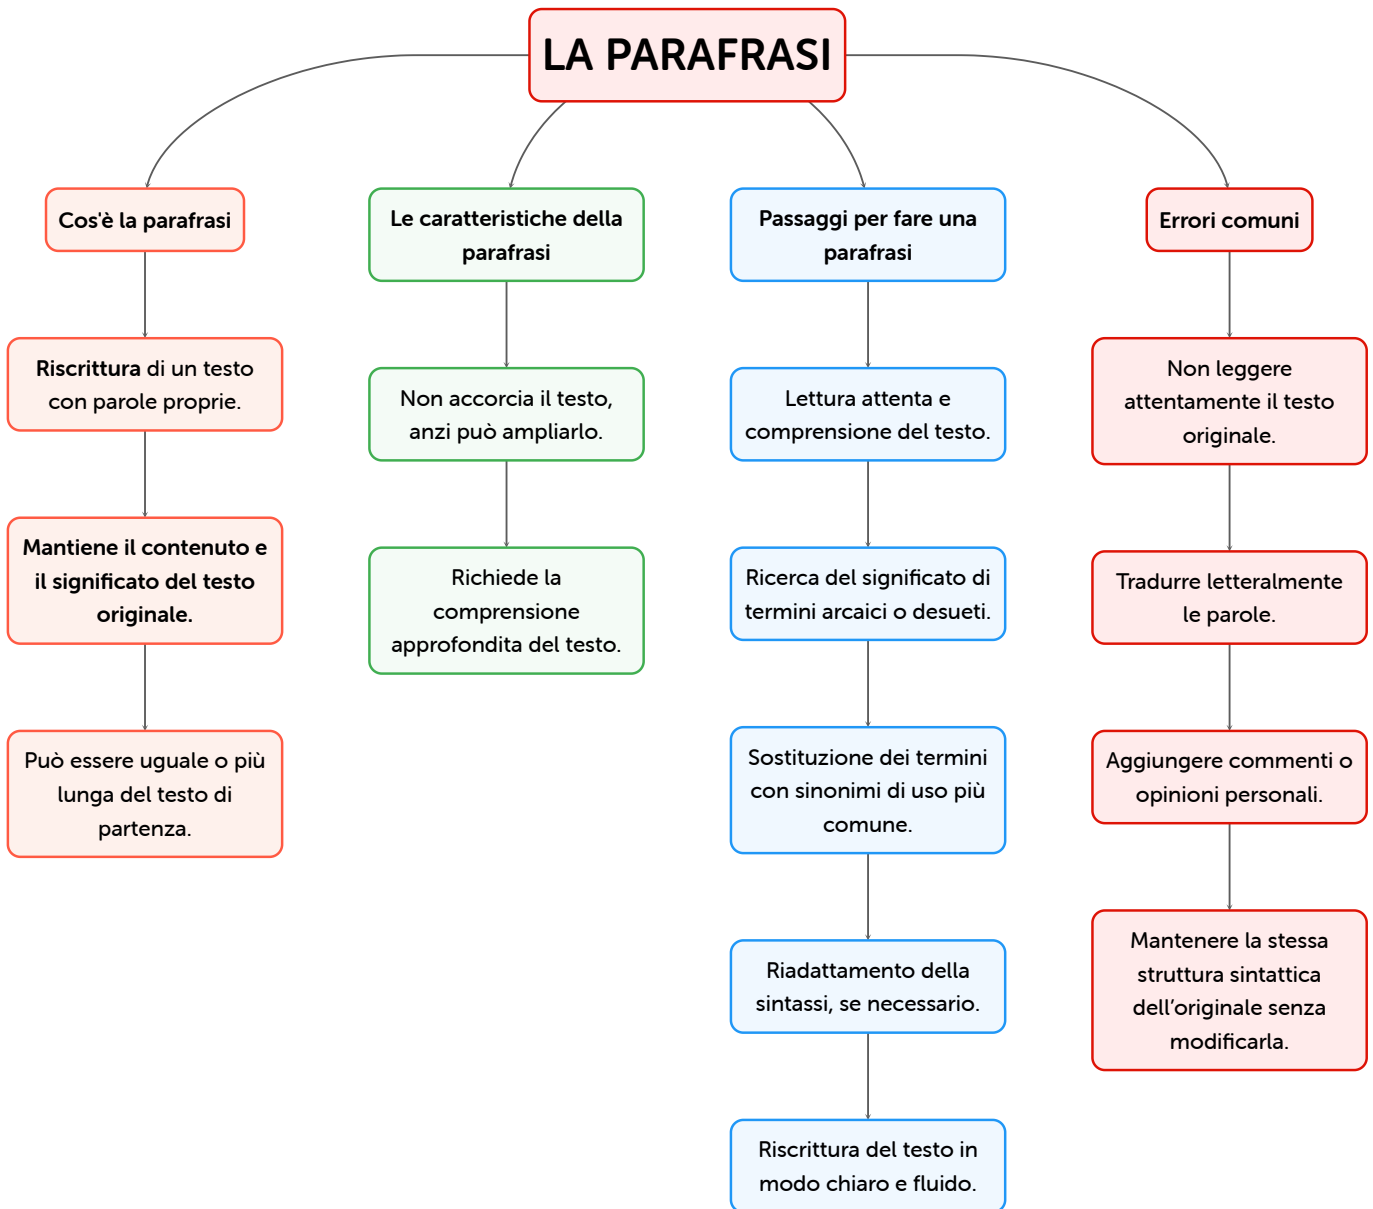 LA PARAFRASI
Cos'è la parafrasi
Riscrittura di un testo
con parole proprie.
Mantiene il contenuto e
il significato del testo
originale.
Può essere uguale o più
lunga del testo di
partenza.
Le caratteristiche della
parafrasi
Non accorcia il testo,
anzi può ampliarlo.
Richiede la
comprensione
approfondita del testo.
Passaggi per fare una
parafrasi
Lettura attenta e
comprensione del testo.
Ricerca del significato di
termini arcaici o desueti.
Sostituzione dei termini
con sinonimi di uso più
comune.
Riadattamento della
sintassi, se necessario.
Riscrittura del testo in
modo chiaro e fluido.
Errori comuni
Non leggere
attentamente il testo
originale.
Tradurre letteralmente
le parole.
Aggiungere commenti o
opinioni personali.
Mantenere la stessa
struttura sintattica
dell’originale senza
modificarla.